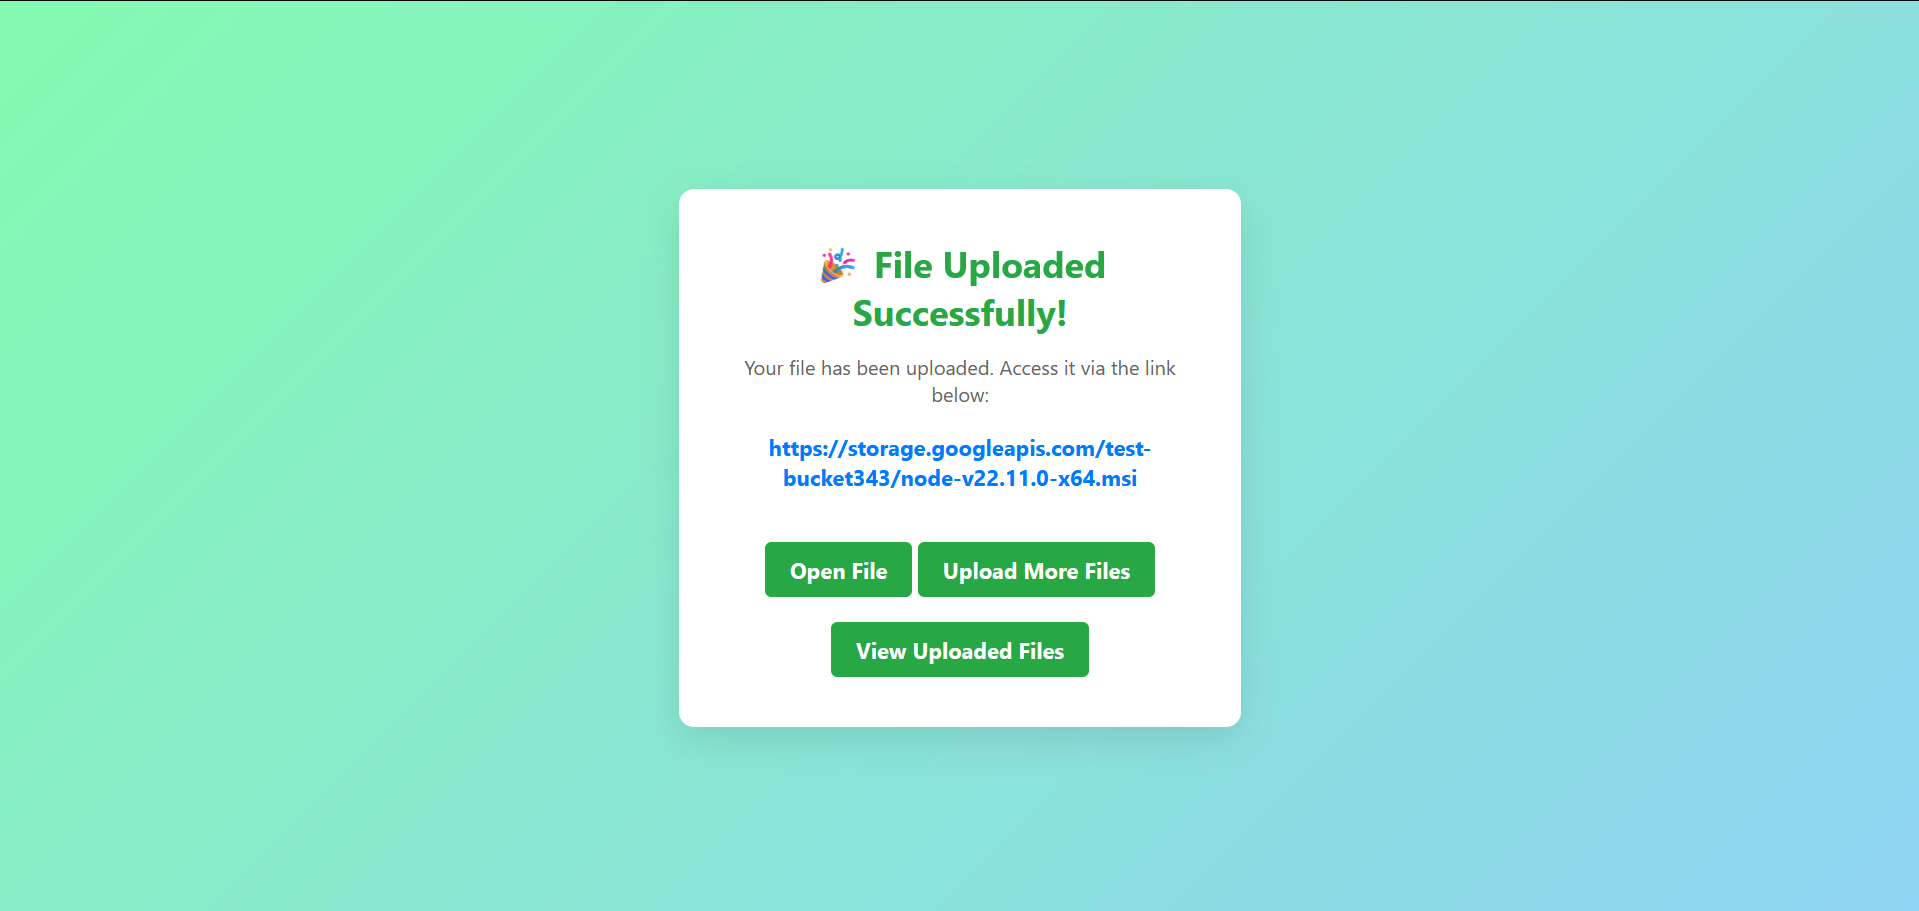 🎉 File Uploaded
Successfully!
Your file has been uploaded. Access it via the link
below:
https://storage.googleapis.com/test-
bucket343/node-v22.11.0-x64.msi
Open File
Upload More Files
View Uploaded Files